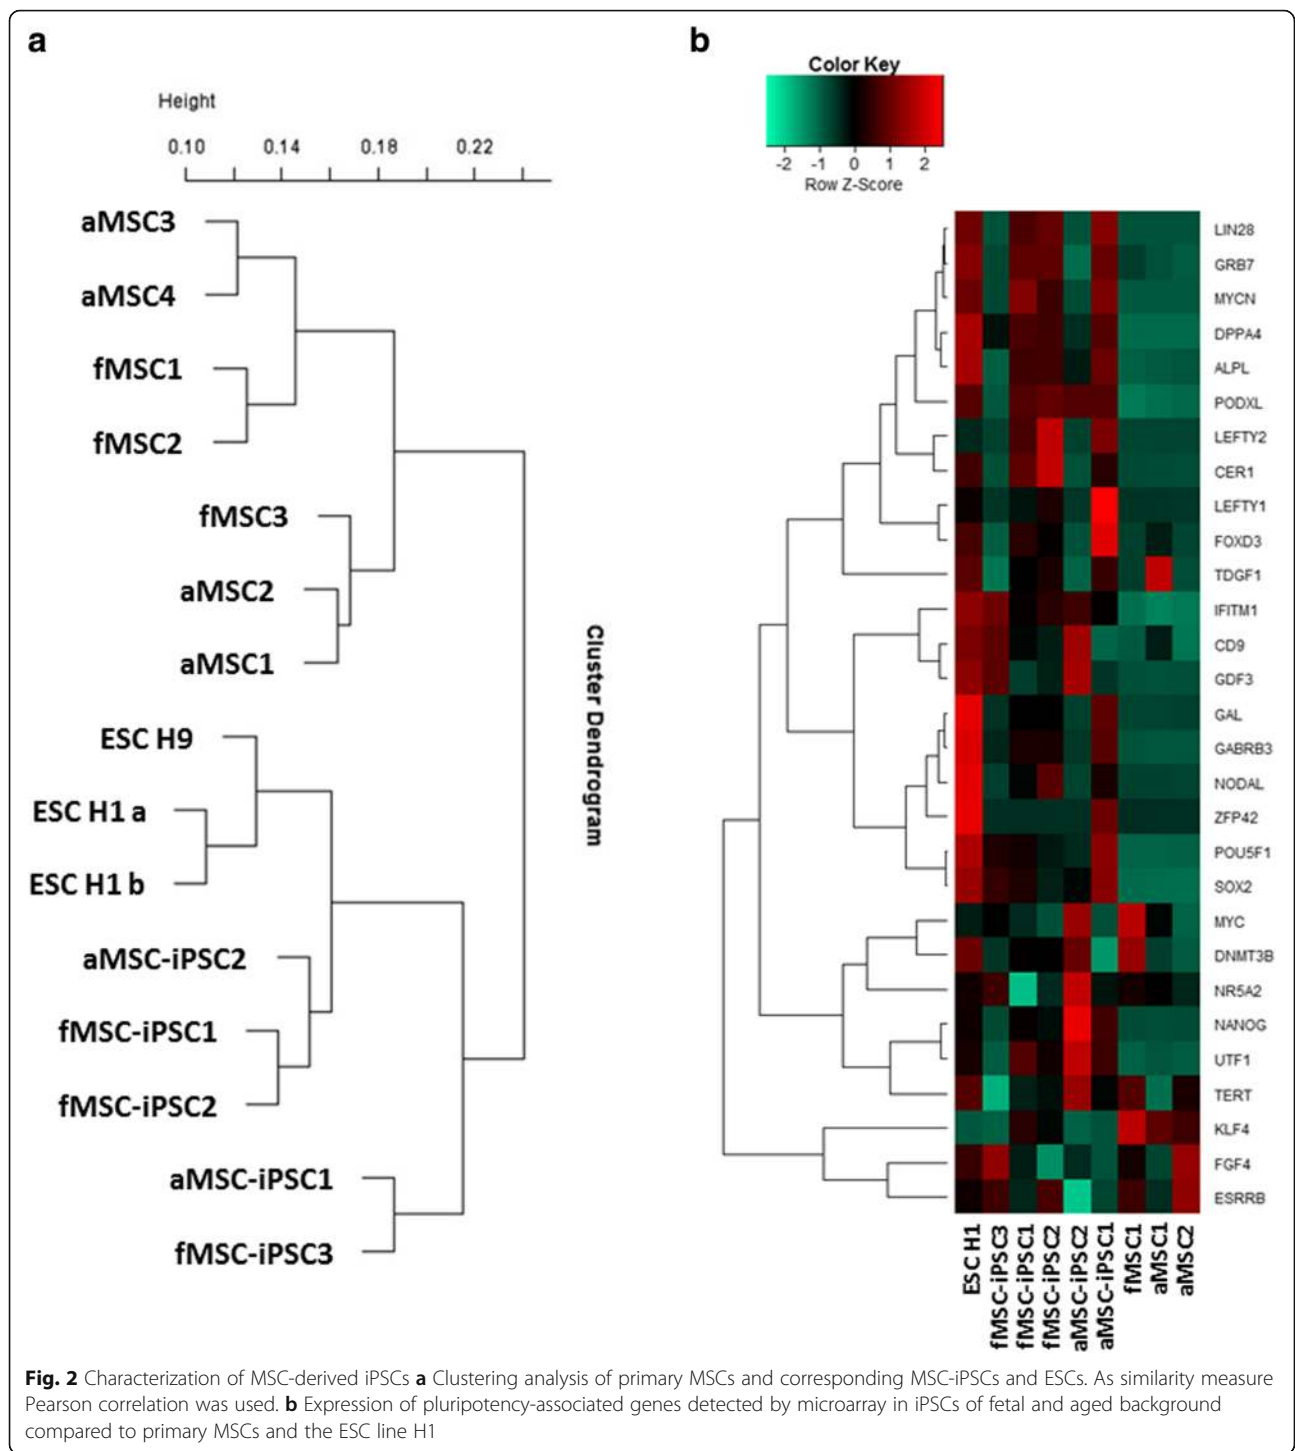 a
Height
0.10 0.14 0.18 0.22
aMSC3
aMSC4
fMSC1
fMSC2
fMSC3
aMSC2
aMSC1
ESC H9
ESC H1 a
ESC H1 b
aMSC-iPSC2
fMSC-iPSC1
fMSC-iPSC2
aMSC-iPSC1
fMSC-iPSC3
Cluster Dendrogram
b
Color Key
-2 -1 0 1 2
Row Z-Score
LIN28
GRB7
MYCN
DPPA4
ALPL
PODXL
LEFTY2
CER1
LEFTY1
FOXD3
TDGF1
IFITM1
CD9
GDF3
GAL
GABRB3
NODAL
ZFP42
POU5F1
SOX2
MYC
DNMT3B
NR5A2
NANOG
UTF1
TERT
KLF4
FGF4
ESRRB
ESC H1
fMSC-iPSC3
fMSC-iPSC1
fMSC-iPSC2
aMSC-iPSC2
aMSC-iPSC1
fMSC1
aMSC1
aMSC2
Fig. 2 Characterization of MSC-derived iPSCs a Clustering analysis of primary MSCs and corresponding MSC-iPSCs and ESCs. As similarity measure
Pearson correlation was used. b Expression of pluripotency-associated genes detected by microarray in iPSCs of fetal and aged background
compared to primary MSCs and the ESC line H1